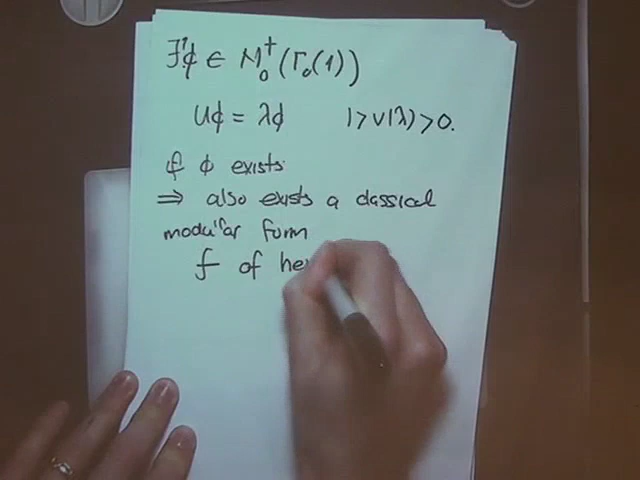 ∃?ϕ ∈ M₀†(Γ₀(1))
Uϕ = λϕ 1>v(λ)>0.
If ϕ exists
⇒ also exists a classical
modular form
f of he